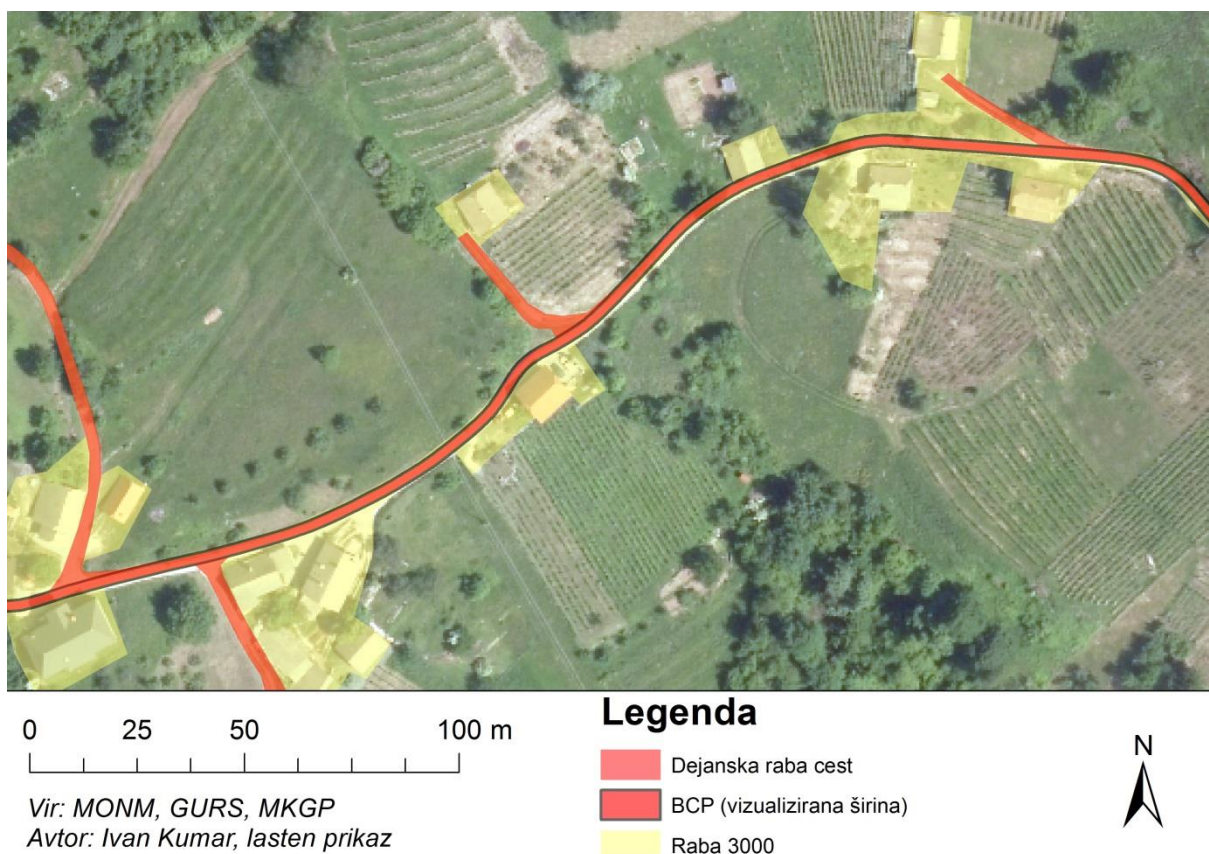 0 25 50 100 m
Vir: MONM, GURS, MKGP
Avtor: Ivan Kumar, lasten prikaz
Legenda
Dejanska raba cest
BCP (vizualizirana širina)
Raba 3000
N